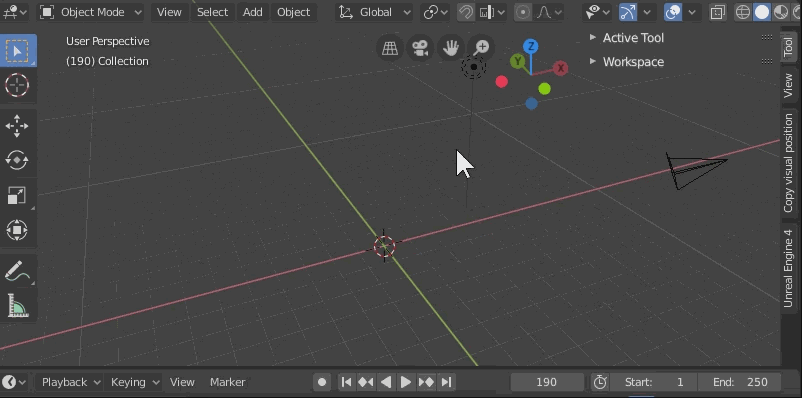 Object Mode View Select Add Object Global
User Perspective
(190) Collection
Z
Y
X
Active Tool
Workspace
Tool
View
Copy visual position
Unreal Engine 4
Playback Keying View Marker 190 Start: 1 End: 250